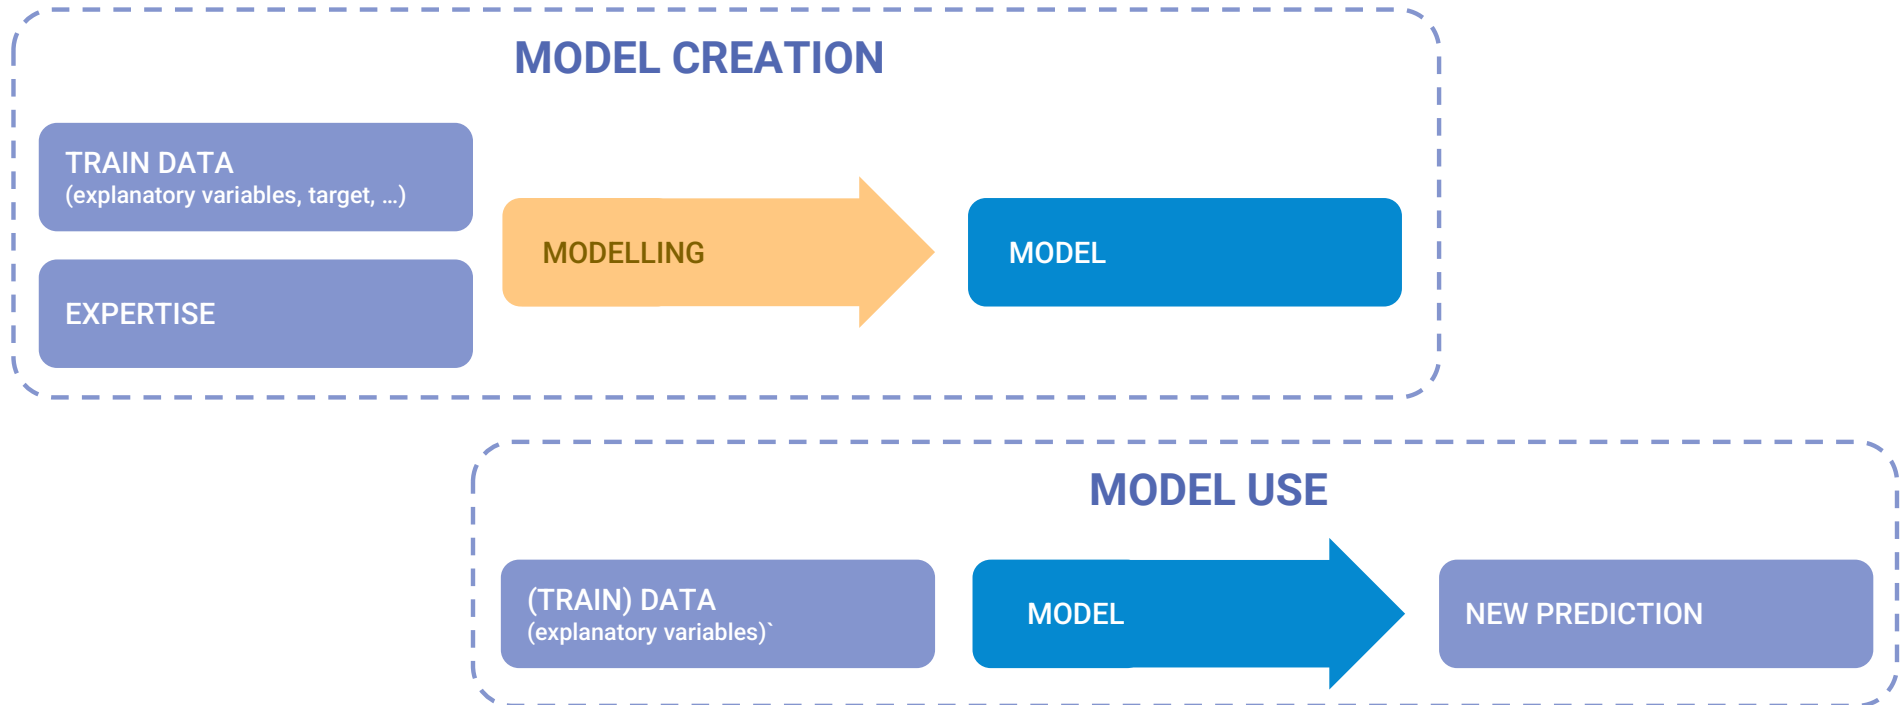 MODEL CREATION
TRAIN DATA
(explanatory variables, target, ...)
EXPERTISE
MODELLING
MODEL
MODEL USE
(TRAIN) DATA
(explanatory variables)`
MODEL
NEW PREDICTION